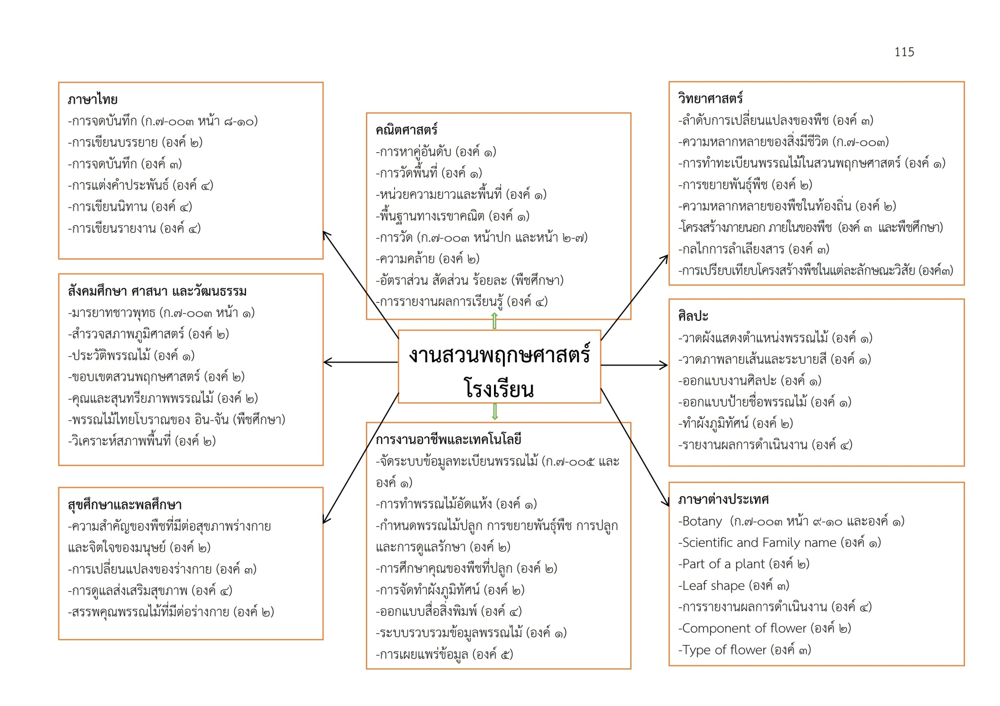 115
ภาษาไทย
-การจดบันทึก (ก.๗-๐๐๓ หน้า ๘-๑๐)
-การเขียนบรรยาย (องค์ ๒)
-การจดบันทึก (องค์ ๓)
-การแต่งคำประพันธ์ (องค์ ๔)
-การเขียนนิทาน (องค์ ๔)
-การเขียนรายงาน (องค์ ๔)
สังคมศึกษา ศาสนา และวัฒนธรรม
-มารยาทชาวพุทธ (ก.๗-๐๐๓ หน้า ๑)
-สำรวจสภาพภูมิศาสตร์ (องค์ ๒)
-ประวัติพรรณไม้ (องค์ ๑)
-ขอบเขตสวนพฤกษศาสตร์ (องค์ ๒)
-คุณและสุนทรียภาพพรรณไม้ (องค์ ๒)
-พรรณไม้ไทยโบราณของ อิน-จัน (พืชศึกษา)
-วิเคราะห์สภาพพื้นที่ (องค์ ๒)
สุขศึกษาและพลศึกษา
-ความสำคัญของพืชที่มีต่อสุขภาพร่างกาย
และจิตใจของมนุษย์ (องค์ ๒)
-การเปลี่ยนแปลงของร่างกาย (องค์ ๓)
-การดูแลส่งเสริมสุขภาพ (องค์ ๔)
-สรรพคุณพรรณไม้ที่มีต่อร่างกาย (องค์ ๒)
คณิตศาสตร์
-การหาคู่อันดับ (องค์ ๑)
-การวัดพื้นที่ (องค์ ๑)
-หน่วยความยาวและพื้นที่ (องค์ ๑)
-พื้นฐานทางเรขาคณิต (องค์ ๑)
-การวัด (ก.๗-๐๐๓ หน้าปก และหน้า ๒-๗)
-ความคล้าย (องค์ ๒)
-อัตราส่วน สัดส่วน ร้อยละ (พืชศึกษา)
-การรายงานผลการเรียนรู้ (องค์ ๔)
งานสวนพฤกษศาสตร์
โรงเรียน
การงานอาชีพและเทคโนโลยี
-จัดระบบข้อมูลทะเบียนพรรณไม้ (ก.๗-๐๐๕ และ
องค์ ๑)
-การทำพรรณไม้อัดแห้ง (องค์ ๑)
-กำหนดพรรณไม้ปลูก การขยายพันธุ์พืช การปลูก
และการดูแลรักษา (องค์ ๒)
-การศึกษาคุณของพืชที่ปลูก (องค์ ๒)
-การจัดทำผังภูมิทัศน์ (องค์ ๒)
-ออกแบบสื่อสิ่งพิมพ์ (องค์ ๔)
-ระบบรวบรวมข้อมูลพรรณไม้ (องค์ ๑)
-การเผยแพร่ข้อมูล (องค์ ๕)
วิทยาศาสตร์
-ลำดับการเปลี่ยนแปลงของพืช (องค์ ๓)
-ความหลากหลายของสิ่งมีชีวิต (ก.๗-๐๐๓)
-การทำทะเบียนพรรณไม้ในสวนพฤกษศาสตร์ (องค์ ๑)
-การขยายพันธุ์พืช (องค์ ๒)
-ความหลากหลายของพืชในท้องถิ่น (องค์ ๒)
-โครงสร้างภายนอก ภายในของพืช (องค์ ๓ และพืชศึกษา)
-กลไกการลำเลียงสาร (องค์ ๓)
-การเปรียบเทียบโครงสร้างพืชในแต่ละลักษณะวิสัย (องค์๓)
ศิลปะ
-วาดผังแสดงตำแหน่งพรรณไม้ (องค์ ๑)
-วาดภาพลายเส้นและระบายสี (องค์ ๑)
-ออกแบบงานศิลปะ (องค์ ๑)
-ออกแบบป้ายชื่อพรรณไม้ (องค์ ๑)
-ทำผังภูมิทัศน์ (องค์ ๒)
-รายงานผลการดำเนินงาน (องค์ ๔)
ภาษาต่างประเทศ
-Botany (ก.๗-๐๐๓ หน้า ๙-๑๐ และองค์ ๑)
-Scientific and Family name (องค์ ๑)
-Part of a plant (องค์ ๒)
-Leaf shape (องค์ ๓)
-การรายงานผลการดำเนินงาน (องค์ ๔)
-Component of flower (องค์ ๒)
-Type of flower (องค์ ๓)